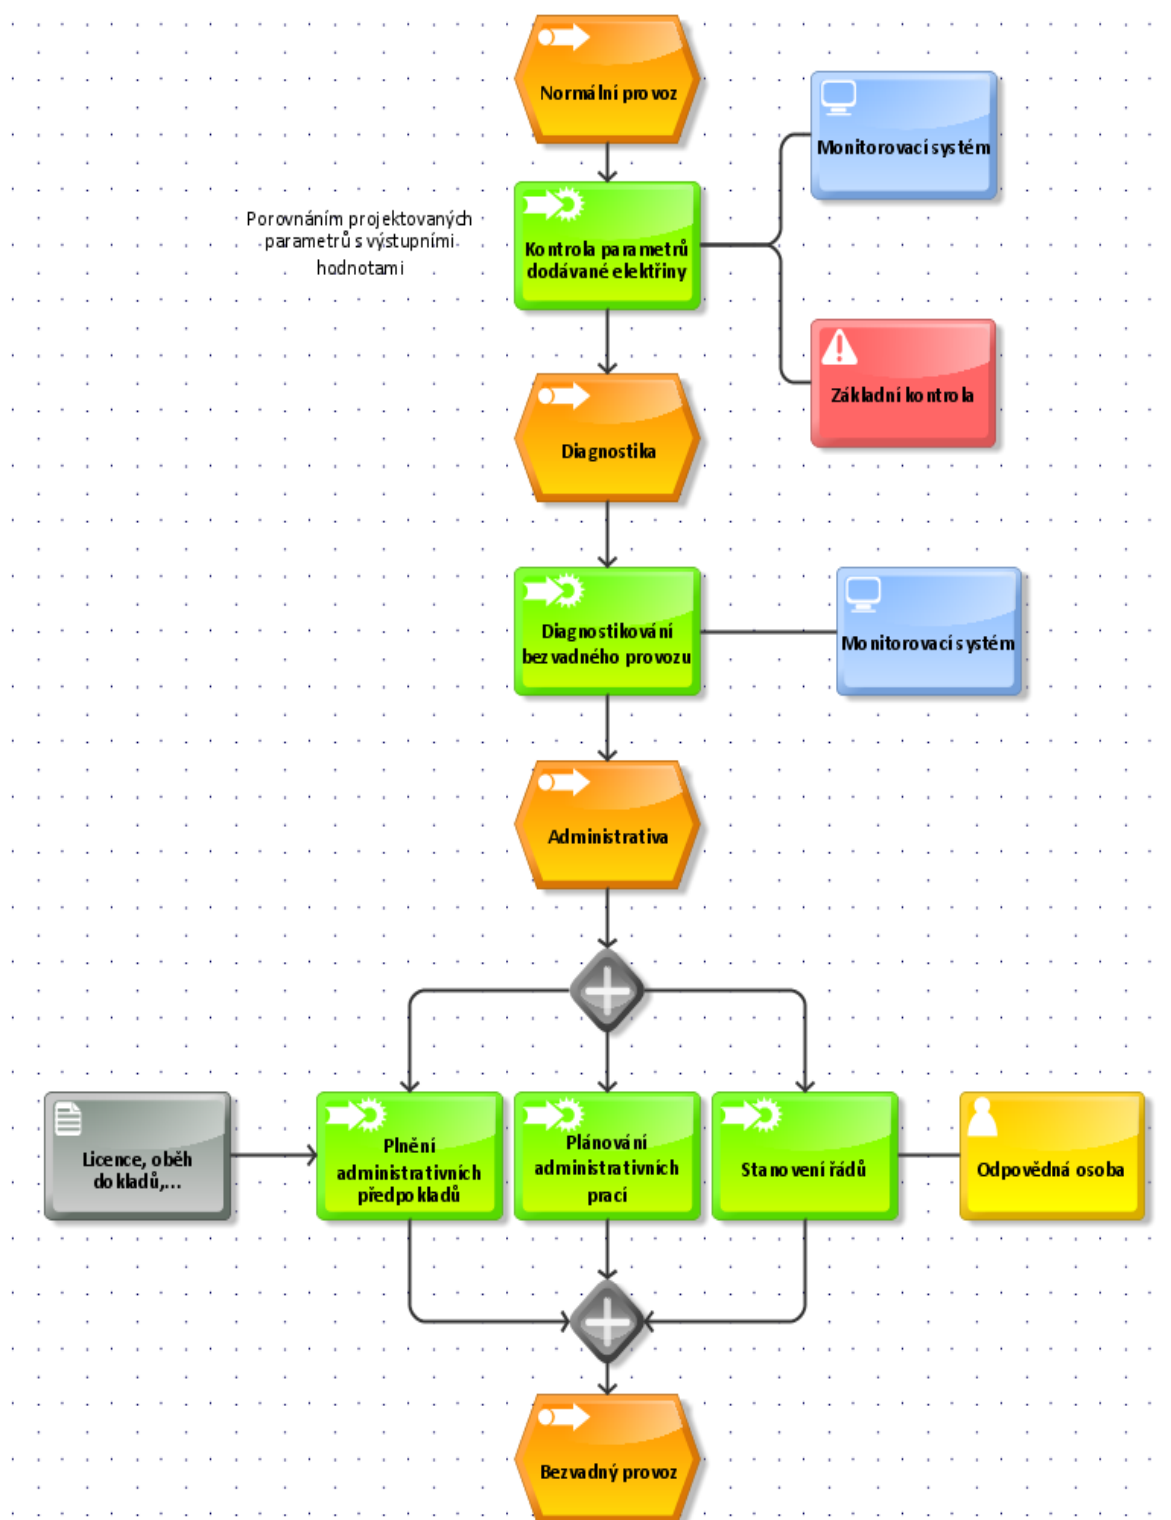 Normální provoz
Monitorovací systém
Porovnáním projektovaných
parametrů s výstupními
hodnotami
Kontrola parametrů
dodávané elektřiny
Základní kontrola
Diagnostika
Diagnostikování
bezvadného provozu
Monitorovací systém
Administrativa
Licence, oběh
dokladů,...
Plnění
administrativních
předpokladů
Plánování
administrativních
prací
Stanovení řádů
Odpovědná osoba
Bezvadný provoz